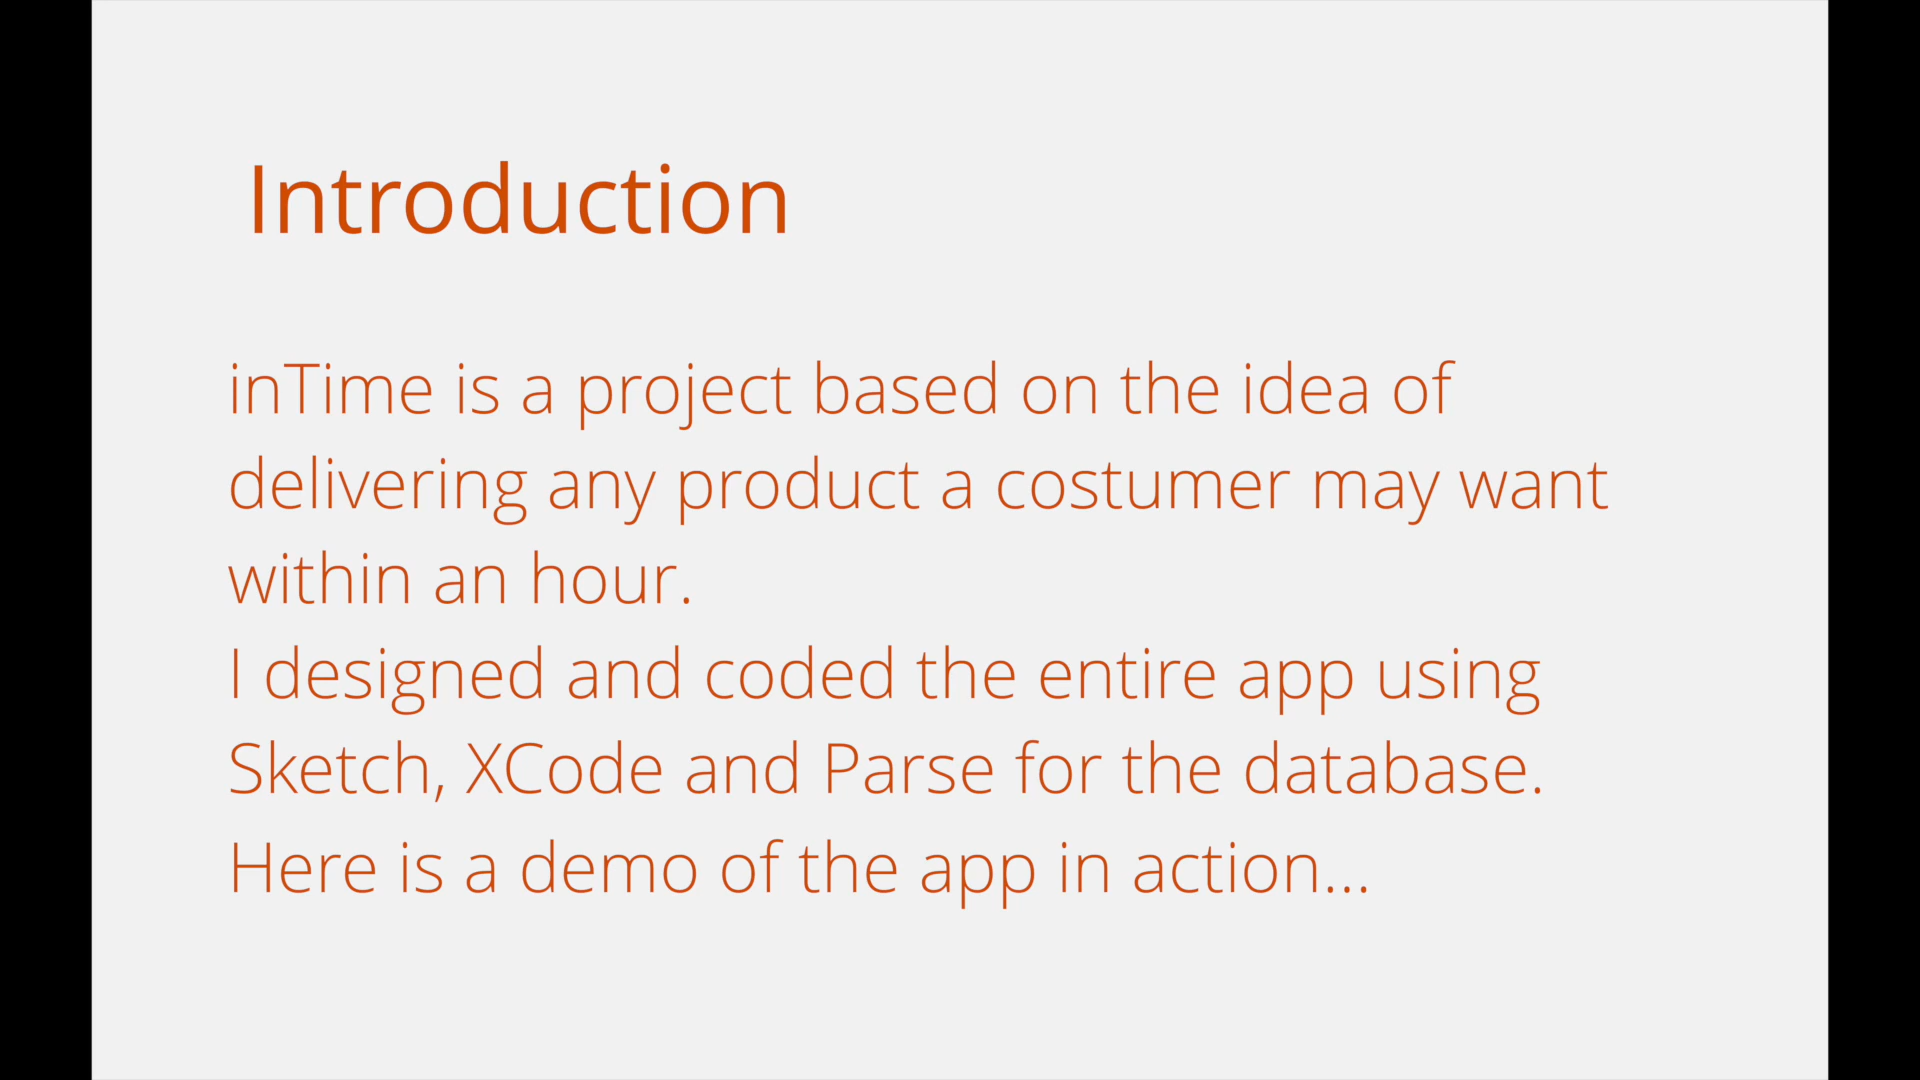 Introduction
inTime is a project based on the idea of
delivering any product a costumer may want
within an hour.
I designed and coded the entire app using
Sketch, XCode and Parse for the database.
Here is a demo of the app in action...